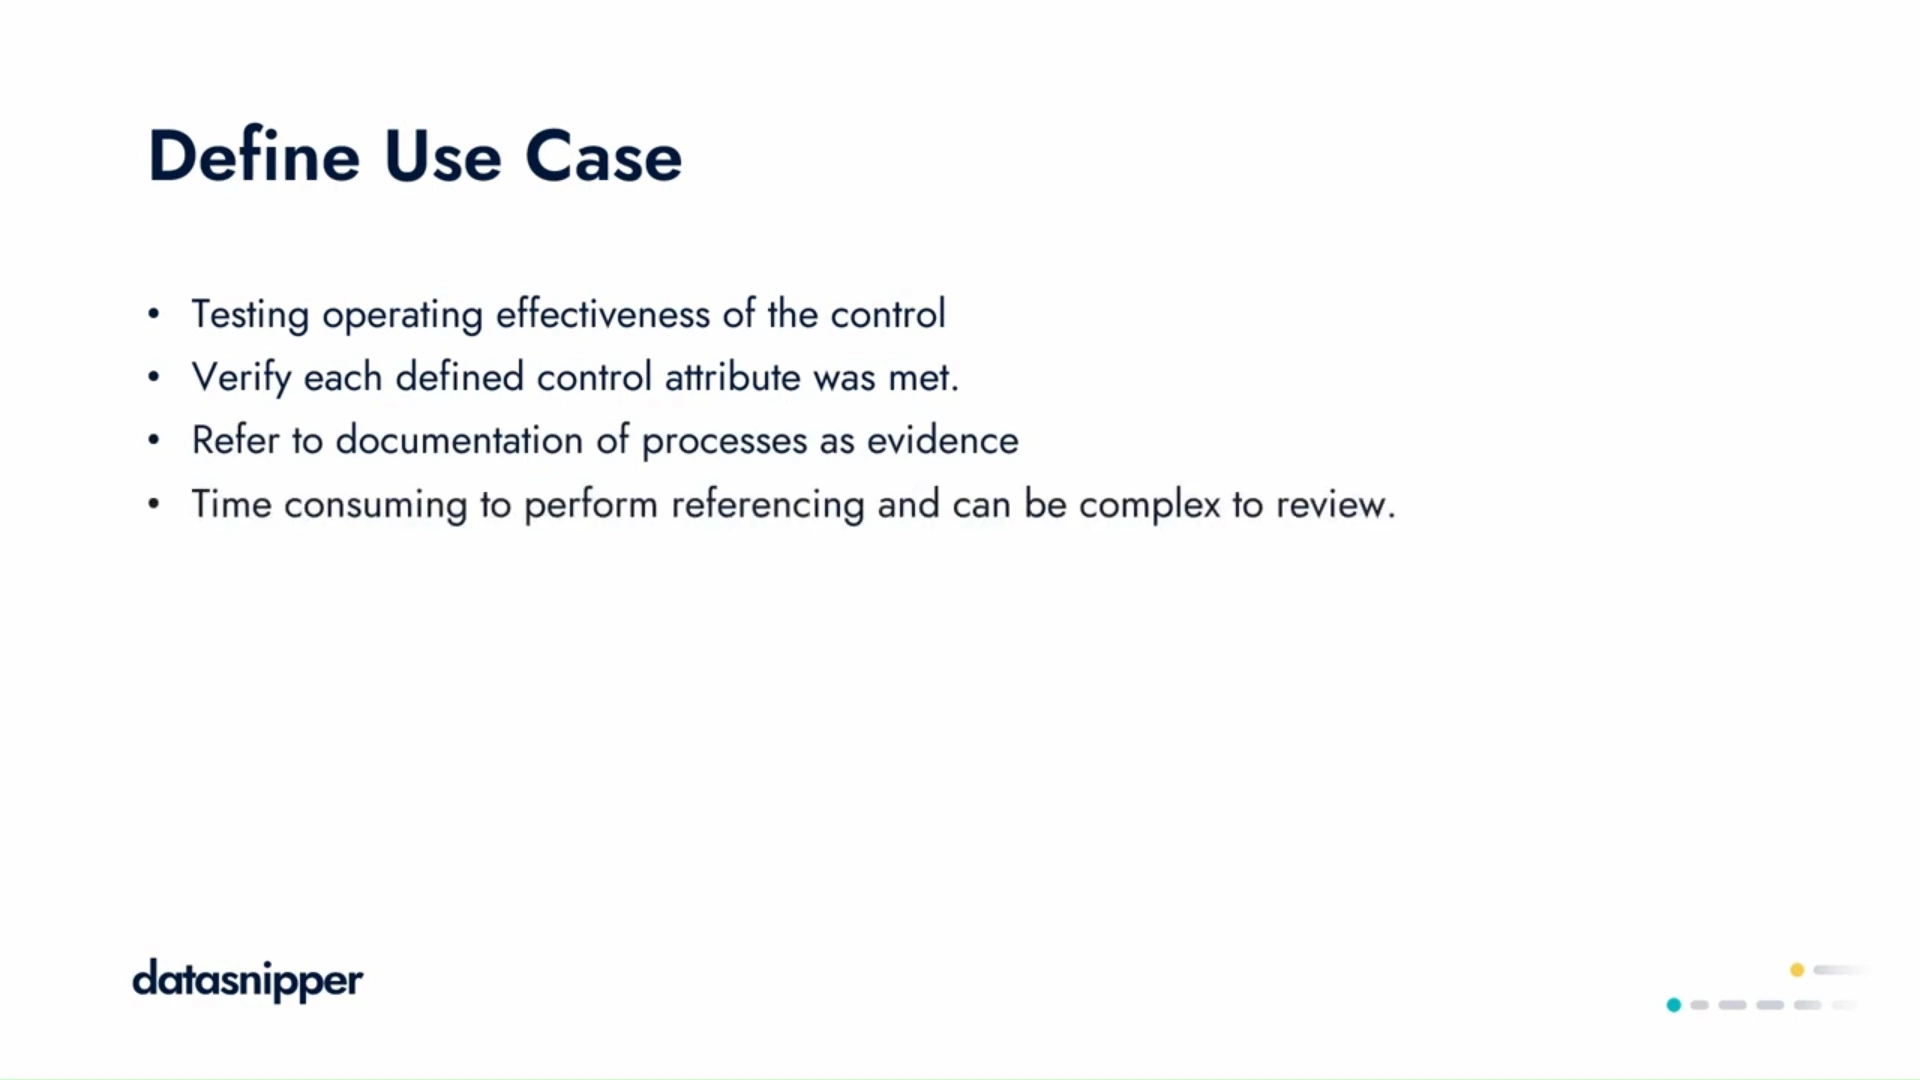 Define Use Case
• Testing operating effectiveness of the control
• Verify each defined control attribute was met.
• Refer to documentation of processes as evidence
• Time consuming to perform referencing and can be complex to review.
datasnipper